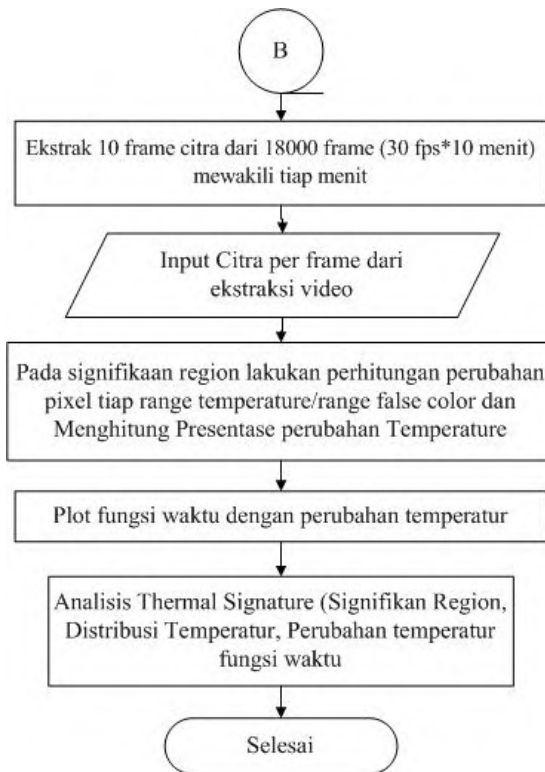 B
Ekstrak 10 frame citra dari 18000 frame (30 fps*10 menit)
mewakili tiap menit
Input Citra per frame dari
ekstraksi video
Pada signifikaan region lakukan perhitungan perubahan
pixel tiap range temperature/range false color dan
Menghitung Presentase perubahan Temperature
Plot fungsi waktu dengan perubahan temperatur
Analisis Thermal Signature (Signifikan Region,
Distribusi Temperatur, Perubahan temperatur
fungsi waktu
Selesai